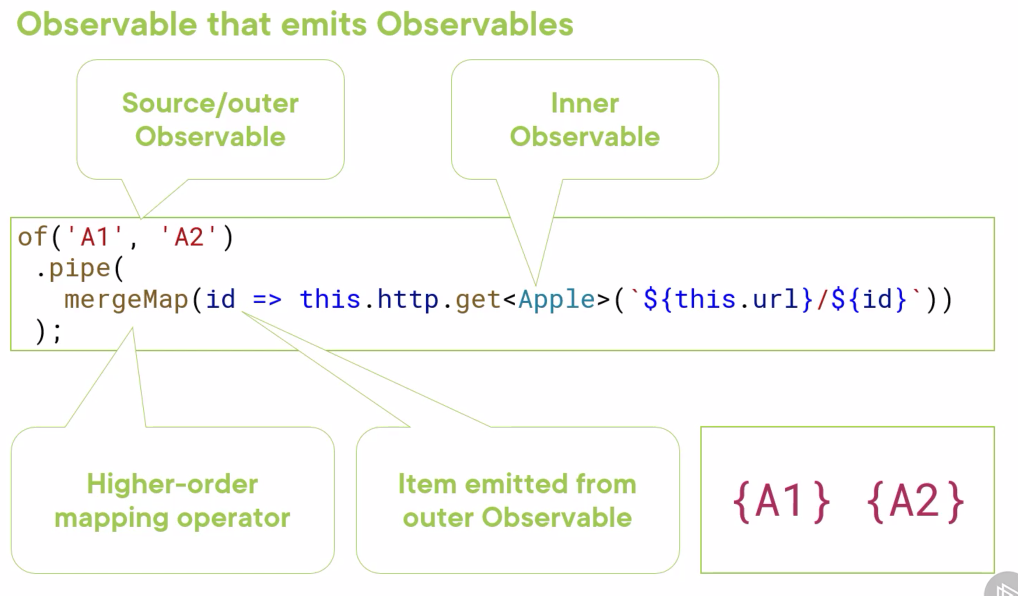 Observable that emits Observables
Source/outer
Observable
Inner
Observable
of('A1', 'A2')
.pipe(
mergeMap(id => this.http.get<Apple>(`${this.url}/${id}`))
);
Higher-order
mapping operator
Item emitted from
outer Observable
{A1} {A2}